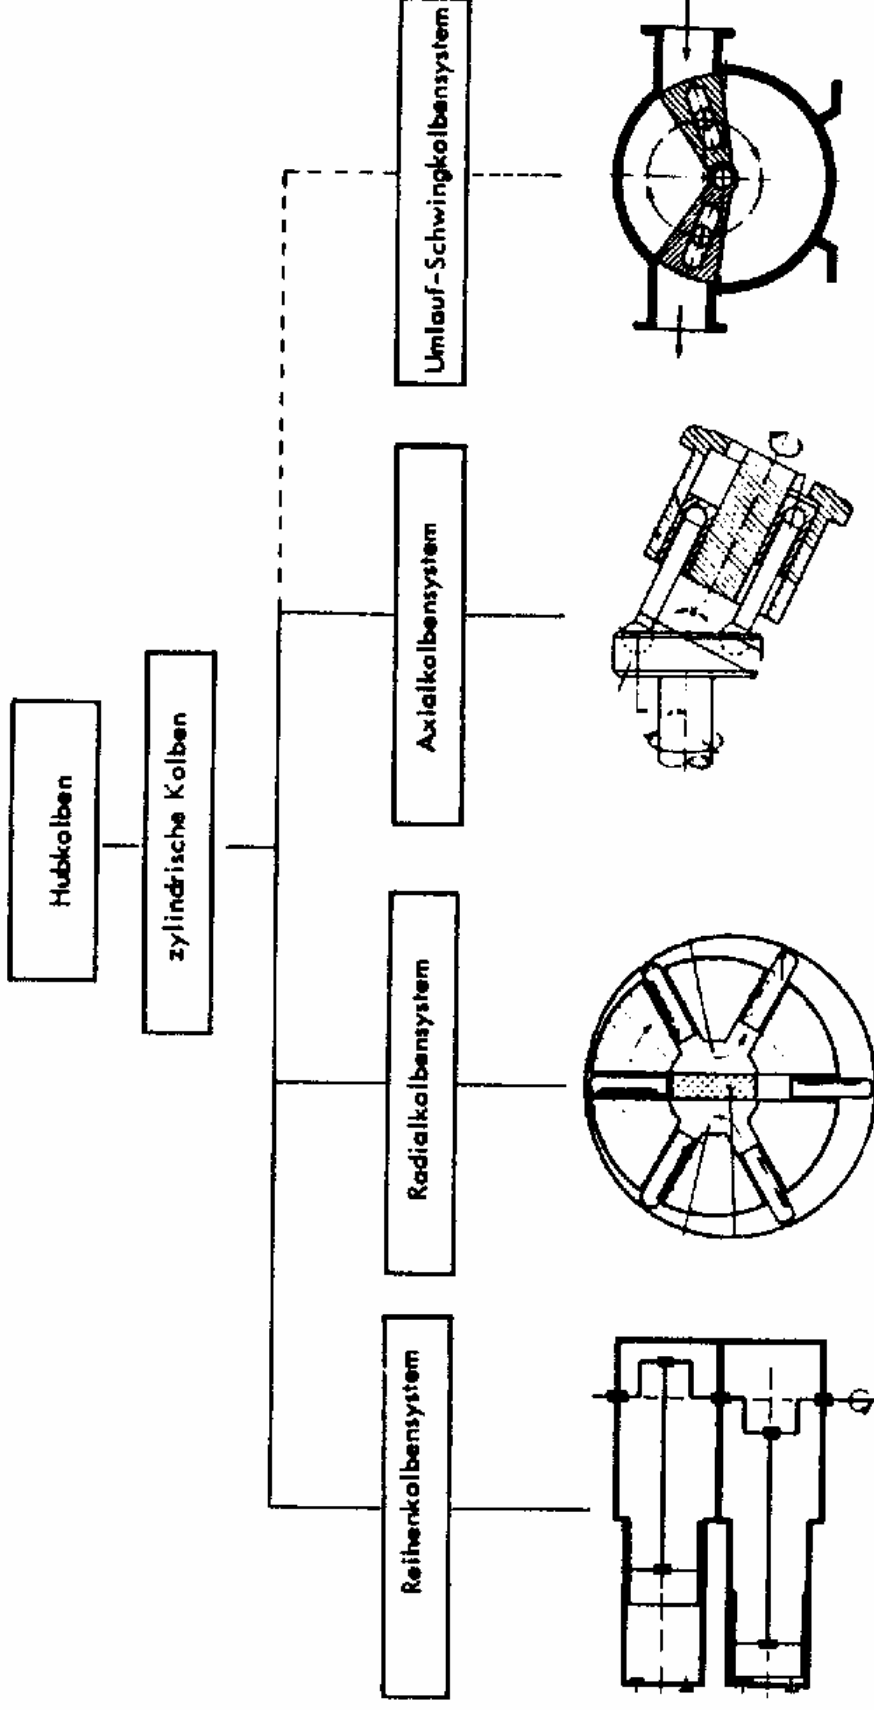 Hubkolben
zylindrische Kolben
Reihenkolbensystem
Radialkolbensystem
Axialkolbensystem
Umlauf-Schwingkolbensystem